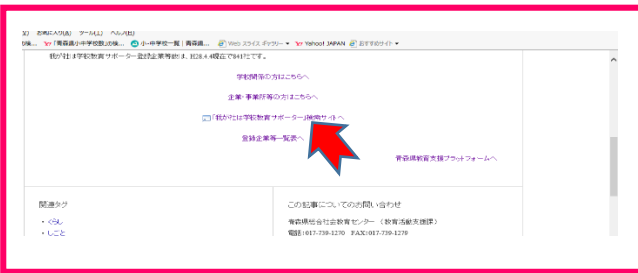 お気に入り(A) ツール(T) ヘルプ(H)
の検... 「青森県小中学校数」の検... 小・中学校一覧｜青森県... Web スライス ギャラリー Yahoo! JAPAN おすすめサイト
我が社は学校教育サポーター登録企業等数は、H28.4.4現在で841社です。
学校関係の方はこちらへ
企業・事業所等の方はこちらへ
「我が社は学校教育サポーター」検索サイトへ
登録企業等一覧表へ
青森県教育支援プラットフォームへ
関連タグ
・くらし
・しごと
この記事についてのお問い合わせ
青森県総合社会教育センター （教育活動支援課）
電話:017-739-1270 FAX:017-739-1279